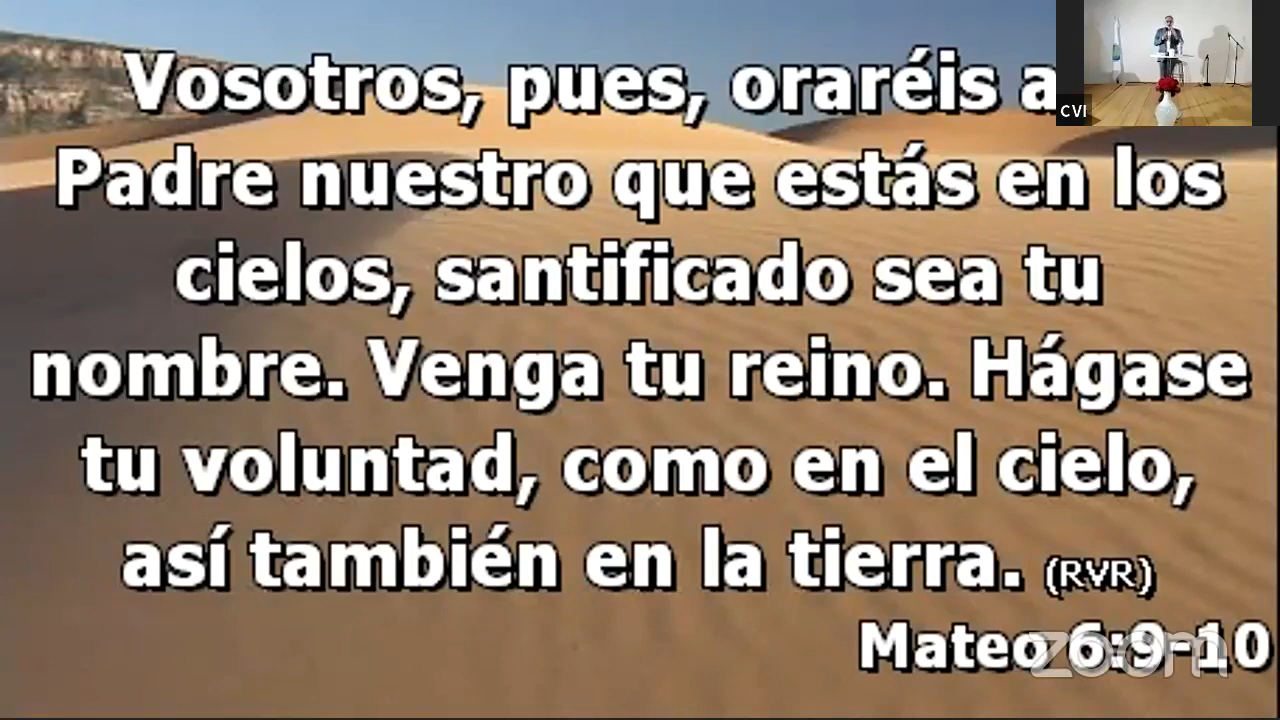 Vosotros, pues, oraréis a
Padre nuestro que estás en los
cielos, santificado sea tu
nombre. Venga tu reino. Hágase
tu voluntad, como en el cielo,
así también en la tierra. (RVR)
Mateo 6:9-10
CVI
zoom